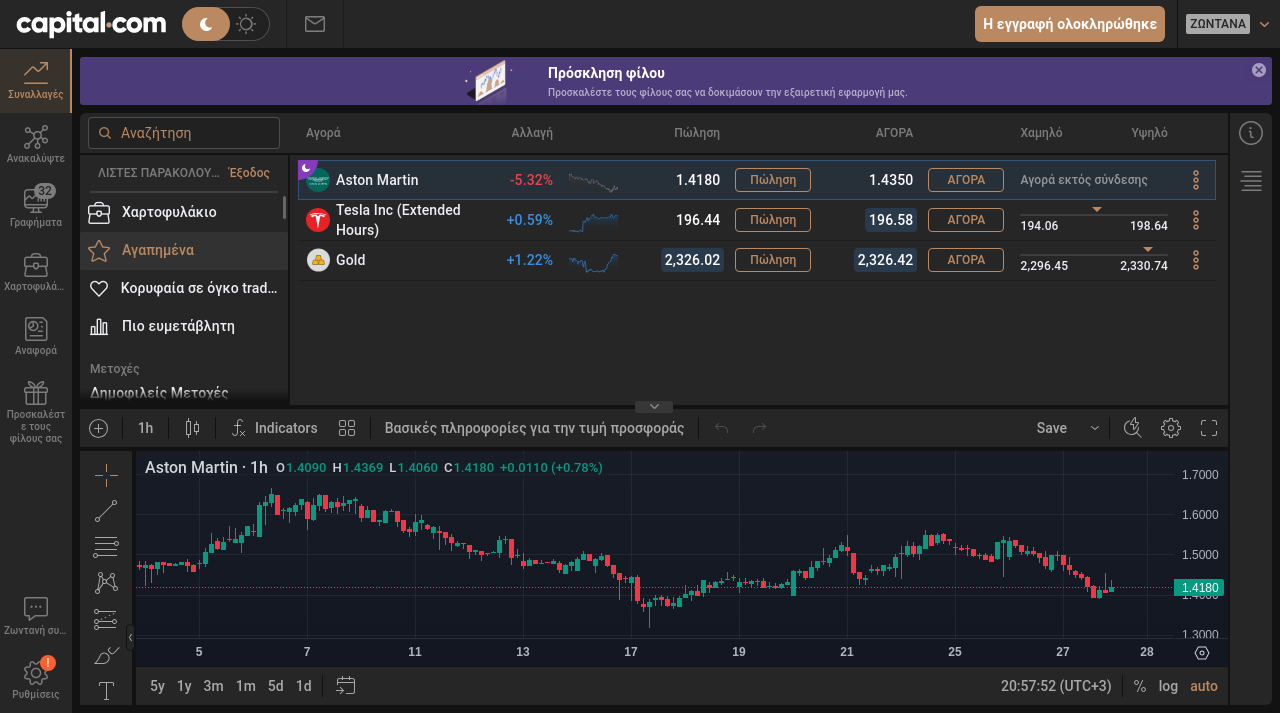 capital.com
Η εγγραφή ολοκληρώθηκε
ΖΩΝΤΑΝΑ
Συναλλαγές
Ανακαλύψτε
32
Γραφήματα
Χαρτοφυλά...
Αναφορά
Προσκαλέστ
ε τους
φίλους σας
Ζωντανή συ...
!
Ρυθμίσεις
Πρόσκληση φίλου
Προσκαλέστε τους φίλους σας να δοκιμάσουν την εξαιρετική εφαρμογή μας.
Αναζήτηση
ΛΙΣΤΕΣ ΠΑΡΑΚΟΛΟΥ... Έξοδος
Χαρτοφυλάκιο
Αγαπημένα
Κορυφαία σε όγκο trad...
Πιο ευμετάβλητη
Μετοχές
Δημοφιλείς Μετοχές
Αγορά Αλλαγή Πώληση ΑΓΟΡΑ Χαμηλό Υψηλό
Aston Martin -5.32% 1.4180 Πώληση 1.4350 ΑΓΟΡΑ Αγορά εκτός σύνδεσης
Tesla Inc (Extended
Hours) +0.59% 196.44 Πώληση 196.58 ΑΓΟΡΑ 194.06 198.64
Gold +1.22% 2,326.02 Πώληση 2,326.42 ΑΓΟΡΑ 2,296.45 2,330.74
1h Indicators Βασικές πληροφορίες για την τιμή προσφοράς Save
Aston Martin · 1h O1.4090 H1.4369 L1.4060 C1.4180 +0.0110 (+0.78%)
1.7000
1.6000
1.5000
1.4180
1.4000
1.3000
5 7 11 13 17 19 21 25 27 28
5y 1y 3m 1m 5d 1d 20:57:52 (UTC+3) % log auto